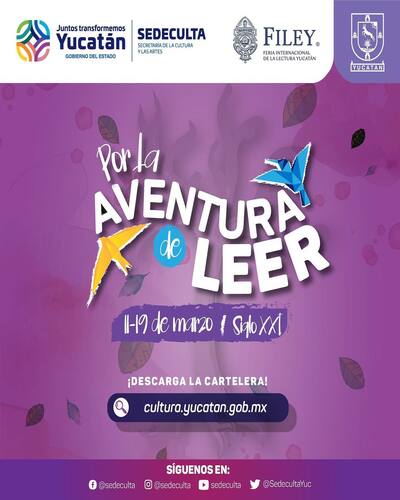 Juntos transformemos
Yucatán
GOBIERNO DEL ESTADO
SEDECULTA
SECRETARÍA DE LA CULTURA
Y LAS ARTES
FILEY®
FERIA INTERNACIONAL
DE LA LECTURA YUCATÁN
YUCATÁN
Por la
AVENTURA
de
LEER
11-19 de marzo / Siglo XXI
¡DESCARGA LA CARTELERA!
cultura.yucatan.gob.mx
SÍGUENOS EN:
@sedeculta
@sedeculta
sedeculta
@SedecultaYuc